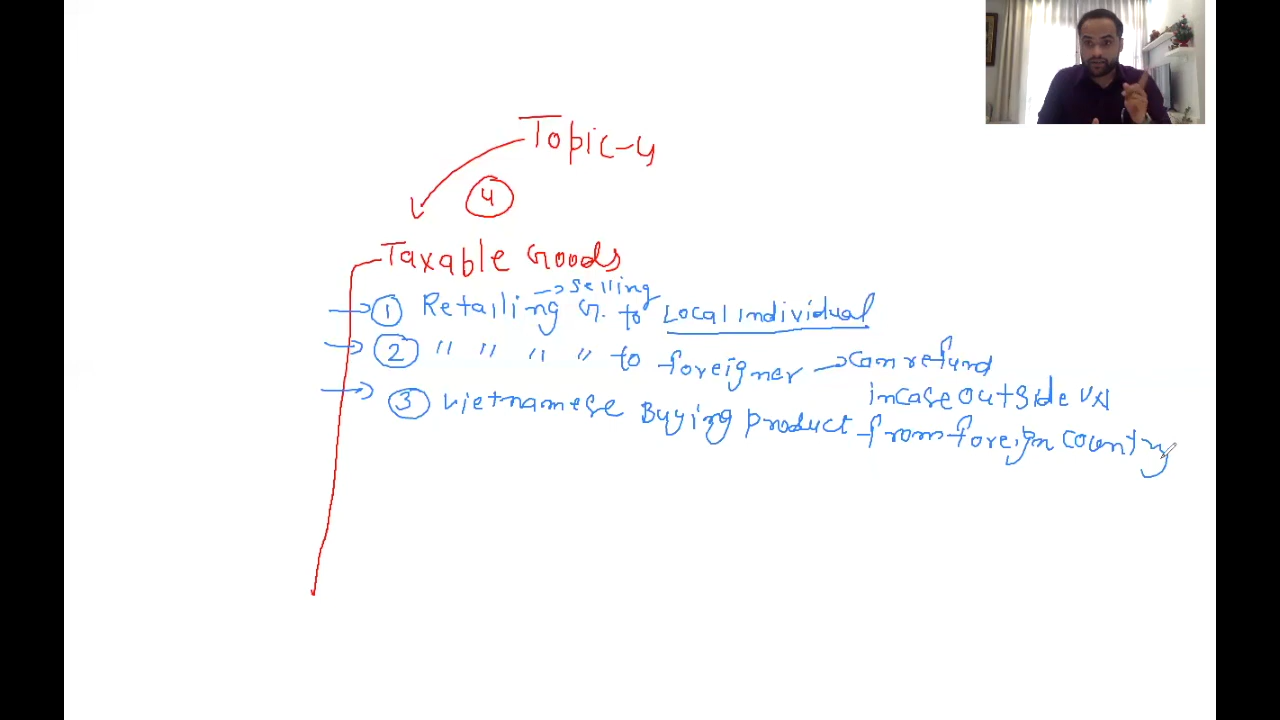 Topic-4
4
Taxable Goods
→ selling
1 Retailing G. to Local individual
2 " " " " to foreigner → can refund
incase outside VN
3 Vietnamese Buying product from foreign country